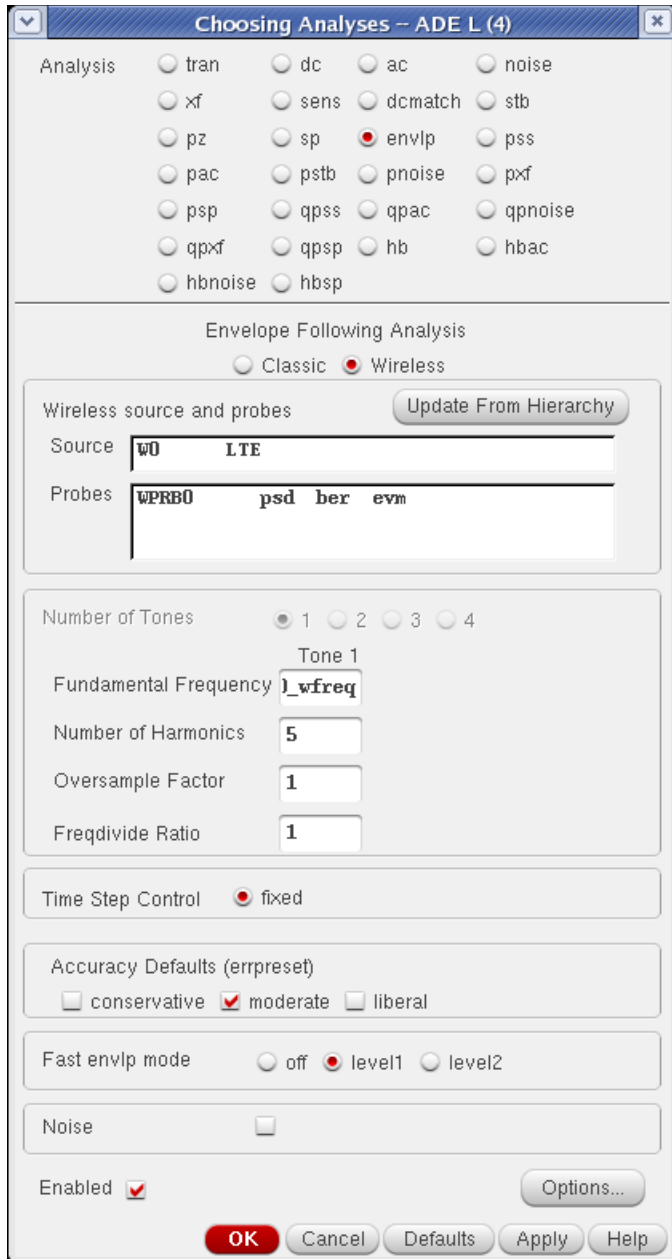 Choosing Analyses -- ADE L (4)
Analysis tran dc ac noise
xf sens dcmatch stb
pz sp envlp pss
pac pstb pnoise pxf
psp qpss qpac qpnoise
qpxf qpsp hb hbac
hbnoise hbsp
Envelope Following Analysis
Classic Wireless
Wireless source and probes Update From Hierarchy
Source W0 LTE
Probes WPRB0 psd ber evm
Number of Tones 1 2 3 4
Tone 1
Fundamental Frequency _wfreq
Number of Harmonics 5
Oversample Factor 1
Freqdivide Ratio 1
Time Step Control fixed
Accuracy Defaults (errpreset)
conservative moderate liberal
Fast envlp mode off level1 level2
Noise
Enabled Options...
OK Cancel Defaults Apply Help